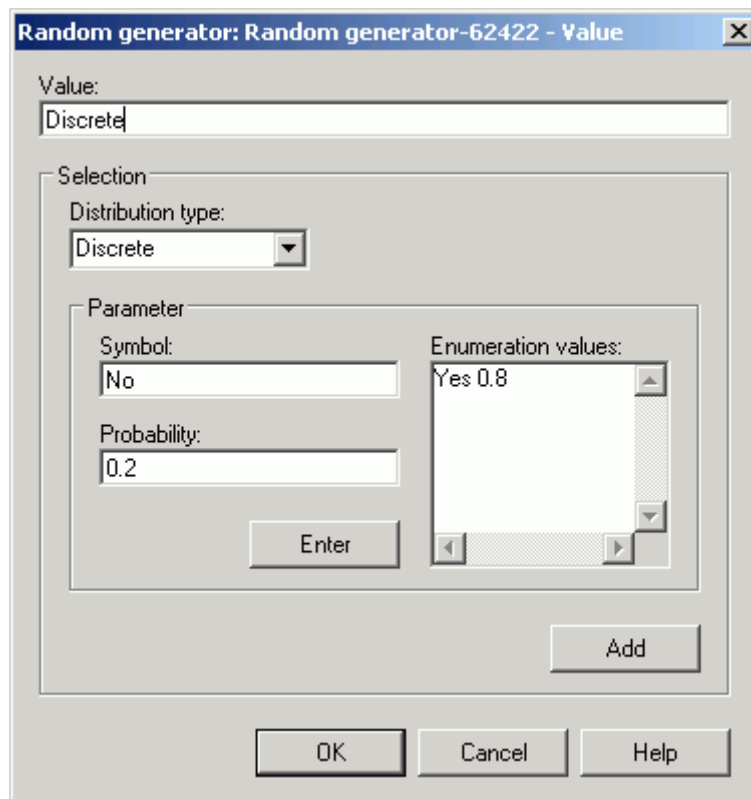 Random generator: Random generator-62422 - Value
Value:
Discrete
Selection
Distribution type:
Discrete
Parameter
Symbol:
No
Enumeration values:
Yes 0.8
Probability:
0.2
Enter
Add
OK
Cancel
Help